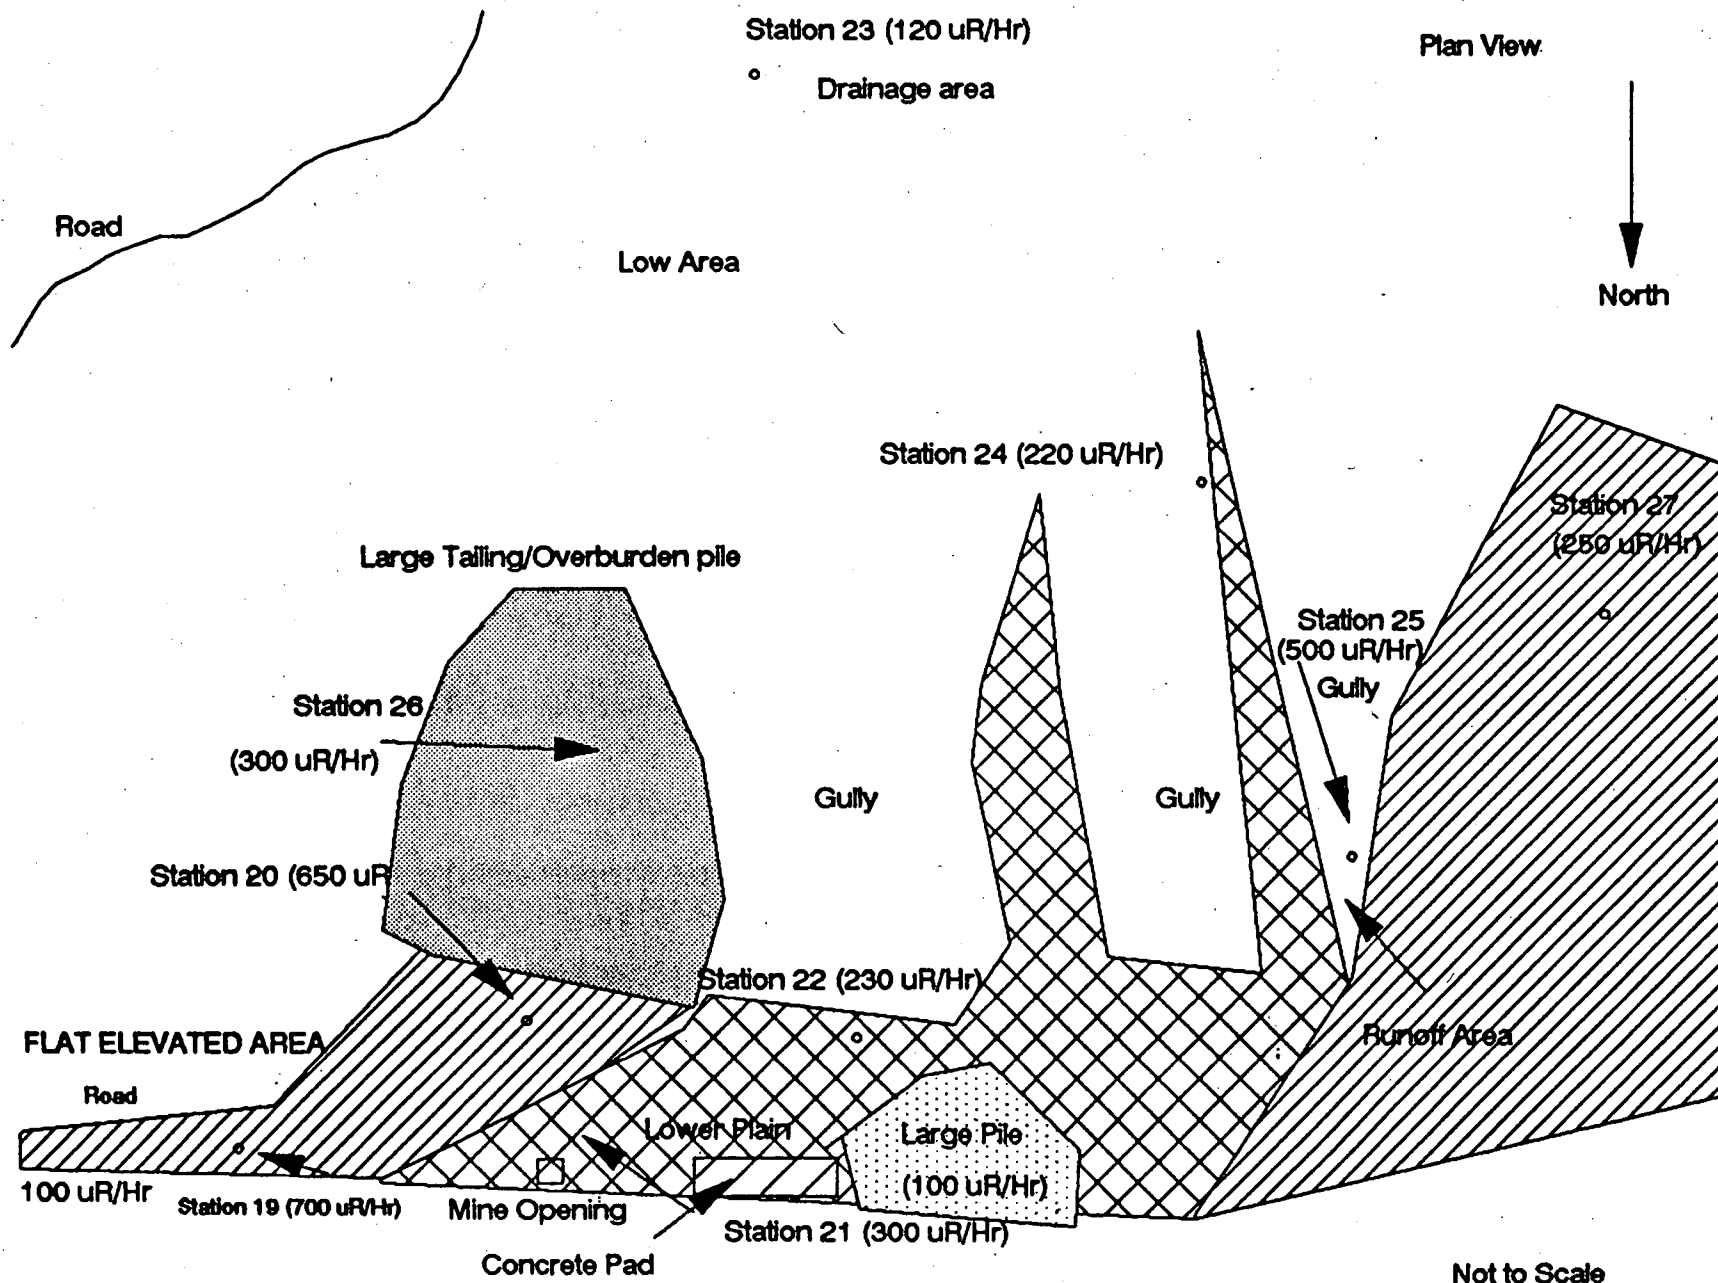 Station 23 (120 uR/Hr)
Plan View
Drainage area
Road
Low Area
North
Station 24 (220 uR/Hr)
Station 27
(250 uR/Hr)
Large Tailing/Overburden pile
Station 25
(500 uR/Hr)
Gully
Station 26
(300 uR/Hr)
Gully
Gully
Station 20 (650 uR
Station 22 (230 uR/Hr)
FLAT ELEVATED AREA
Runoff Area
Road
Lower Plain
Large Pile
(100 uR/Hr)
100 uR/Hr
Station 19 (700 uR/Hr)
Mine Opening
Station 21 (300 uR/Hr)
Concrete Pad
Not to Scale